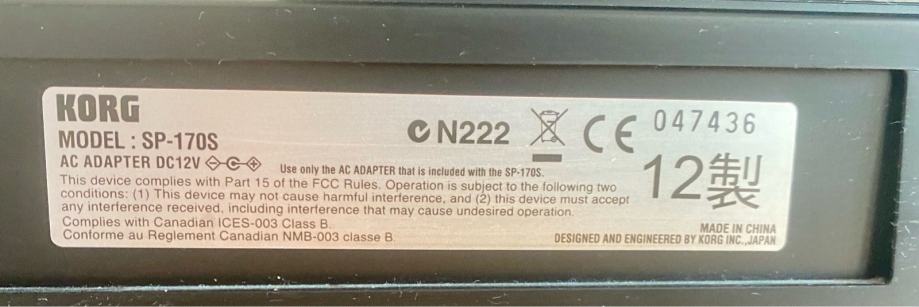 KORG
MODEL : SP-170S
N222
CE
047436
AC ADAPTER DC12V
Use only the AC ADAPTER that is included with the SP-170S.
12製
This device complies with Part 15 of the FCC Rules. Operation is subject to the following two
conditions: (1) This device may not cause harmful interference, and (2) this device must accept
any interference received, including interference that may cause undesired operation.
Complies with Canadian ICES-003 Class B.
Conforme au Reglement Canadian NMB-003 classe B.
MADE IN CHINA
DESIGNED AND ENGINEERED BY KORG INC.,JAPAN